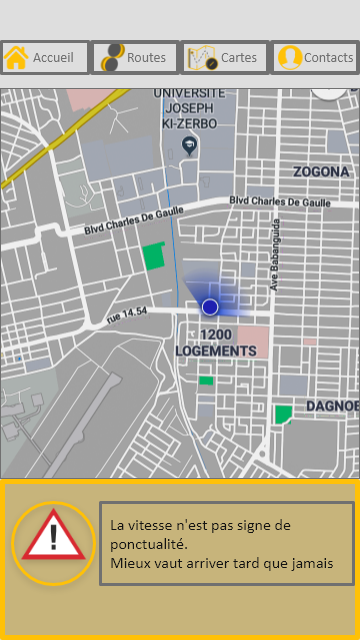 Accueil
Routes
Cartes
Contacts
UNIVERSITÉ
JOSEPH
KI-ZERBO
ZOGONA
Blvd Charles De Gaulle
Blvd Charles De Gaulle
Ave Babanguida
rue 14.54
1200
LOGEMENTS
DAGNOE
!
La vitesse n'est pas signe de
ponctualité.
Mieux vaut arriver tard que jamais